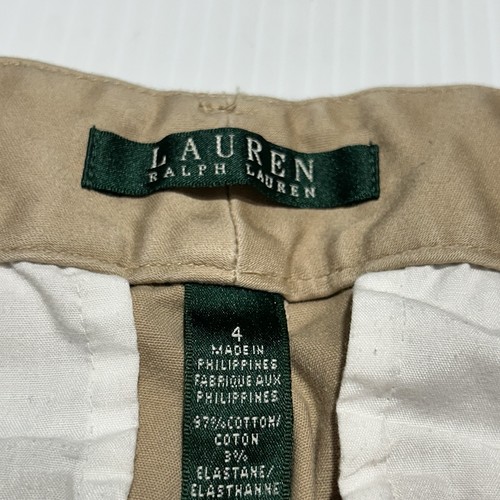 LAUREN
RALPH LAUREN
4
MADE IN
PHILIPPINES
FABRIQUE AUX
PHILIPPINES
97% COTTON/
COTON
3%
ELASTANE/
ELASTHANNE